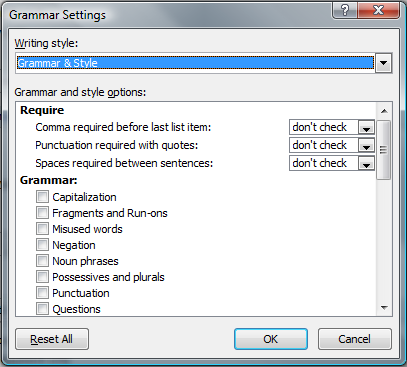 Grammar Settings
Writing style:
Grammar & Style
Grammar and style options:
Require
Comma required before last list item: don't check
Punctuation required with quotes: don't check
Spaces required between sentences: don't check
Grammar:
Capitalization
Fragments and Run-ons
Misused words
Negation
Noun phrases
Possessives and plurals
Punctuation
Questions
Reset All OK Cancel